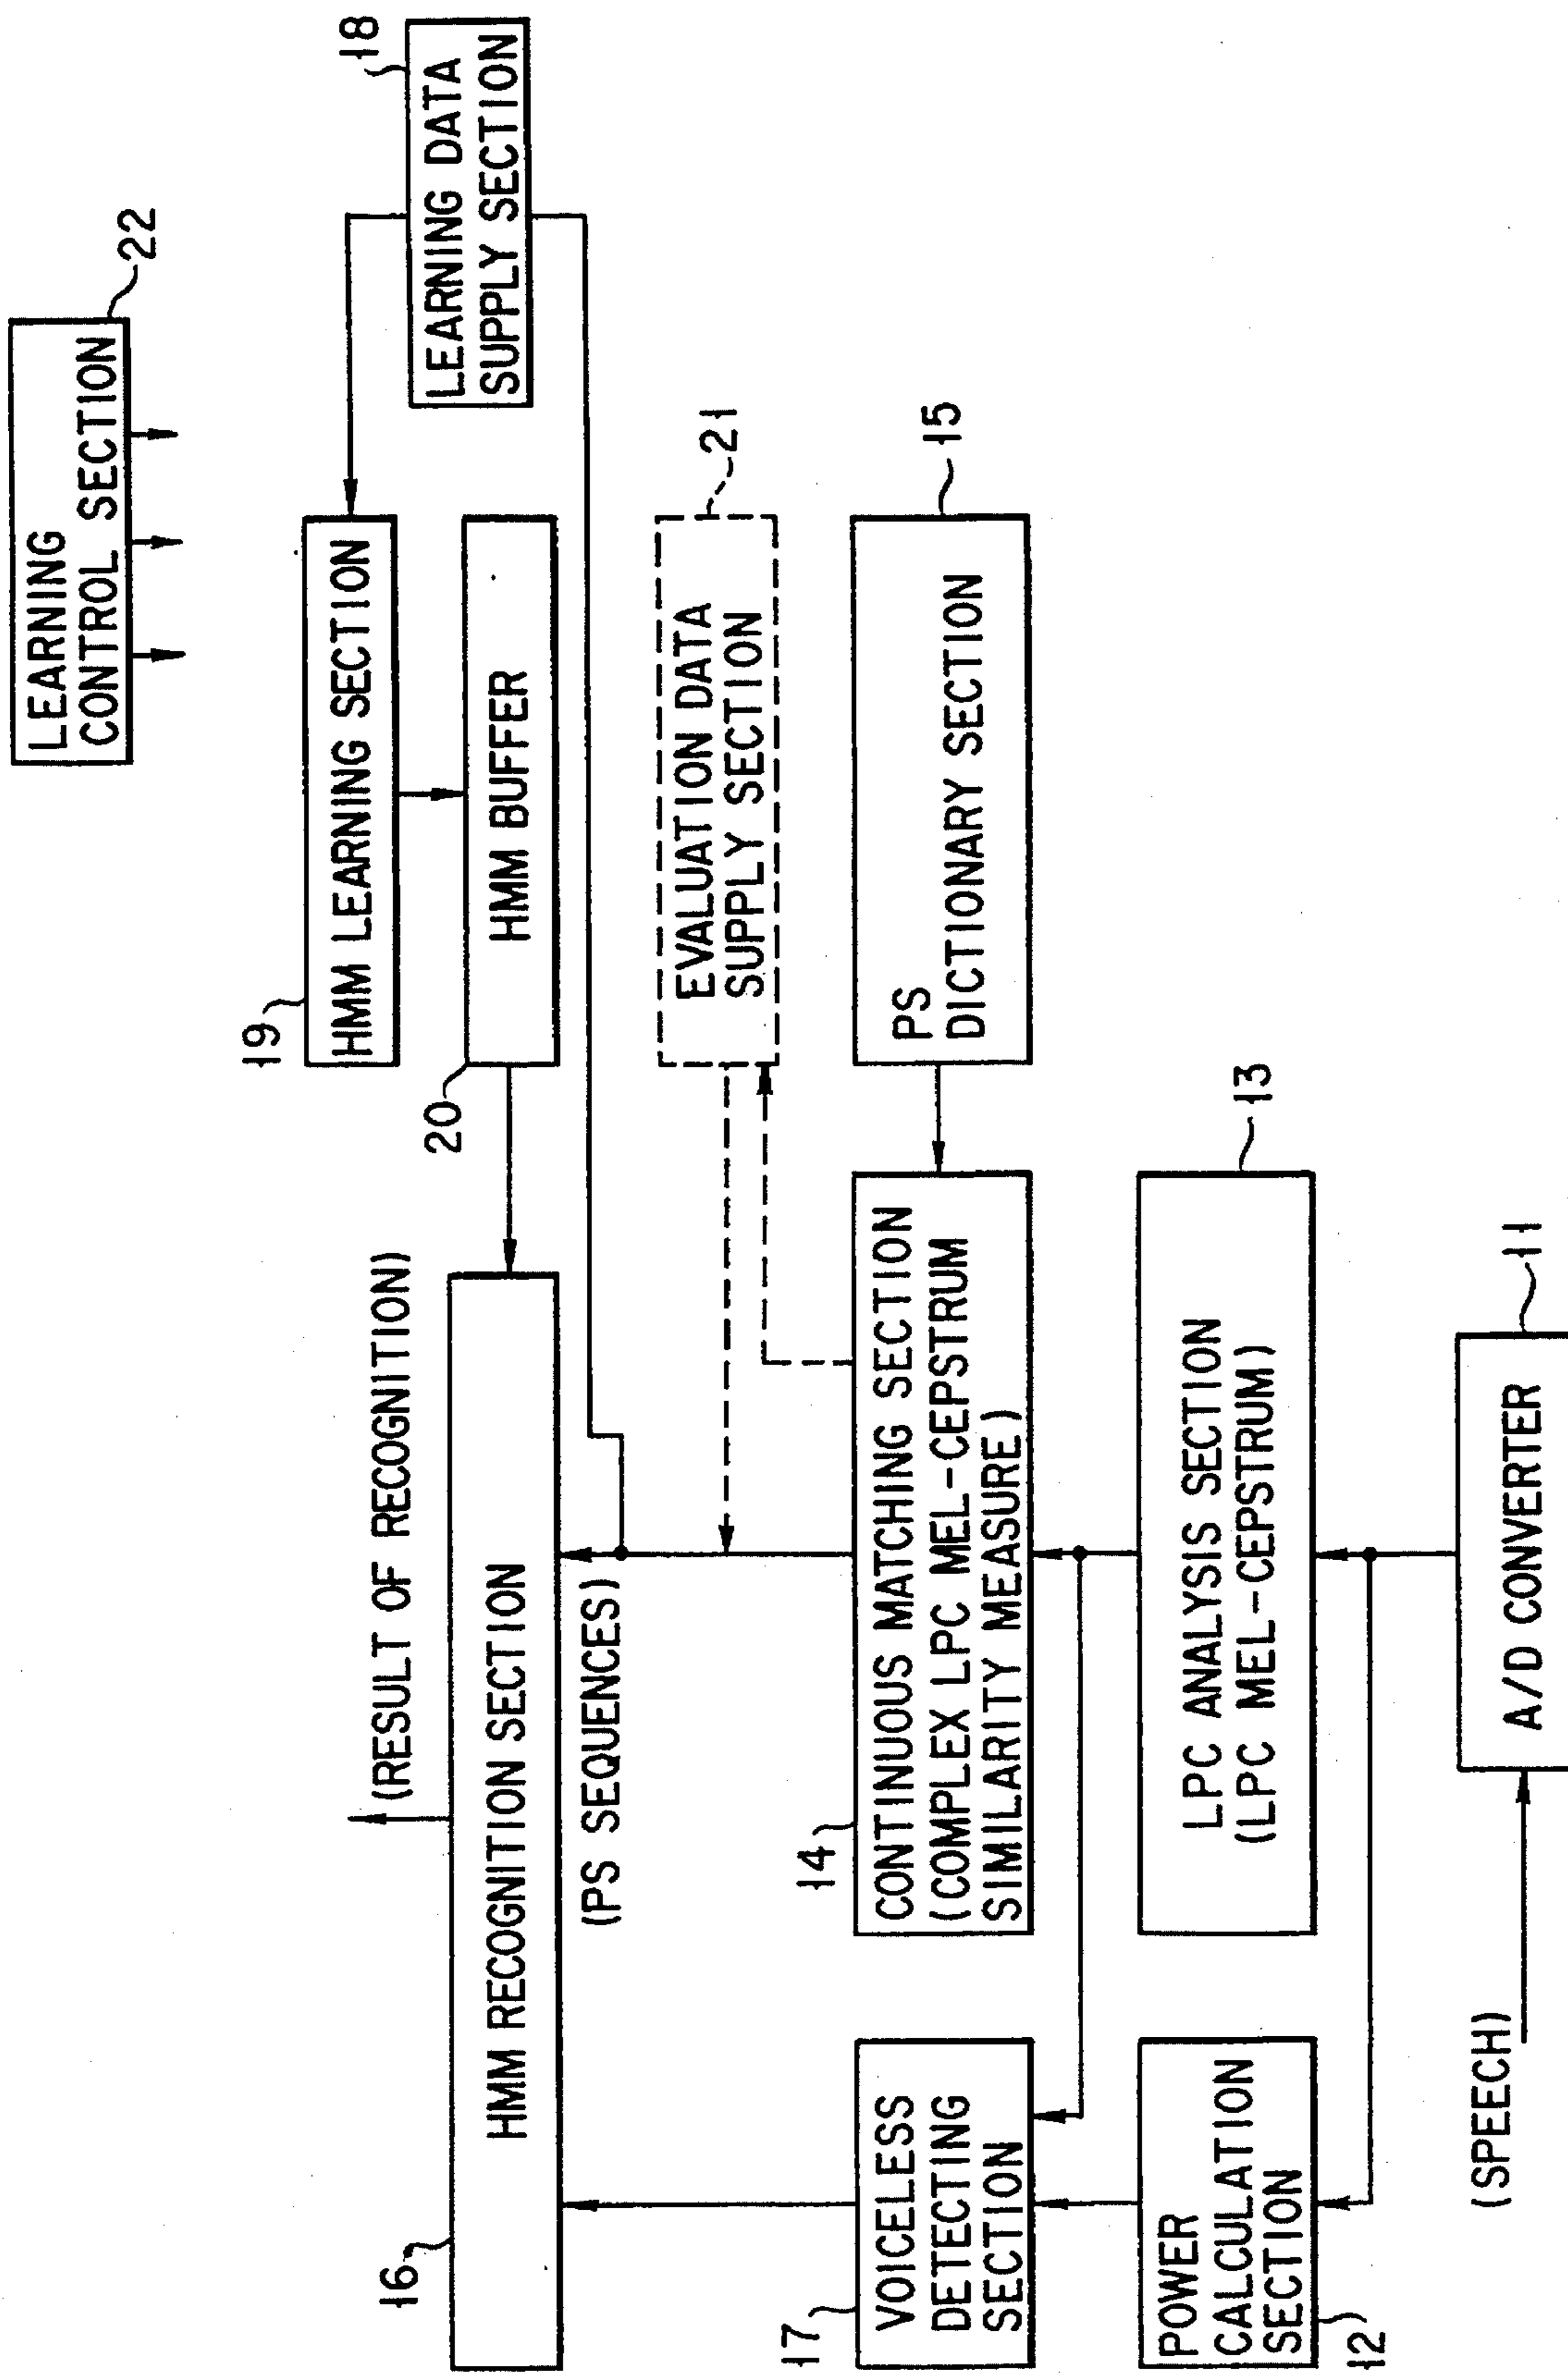 LEARNING
CONTROL SECTION
22
18
LEARNING DATA
SUPPLY SECTION
19
HMM LEARNING SECTION
20
HMM BUFFER
(RESULT OF RECOGNITION)
16
HMM RECOGNITION SECTION
(PS SEQUENCES)
21
EVALUATION DATA
SUPPLY SECTION
17
VOICELESS
DETECTING
SECTION
14
CONTINUOUS MATCHING SECTION
(COMPLEX LPC MEL-CEPSTRUM
SIMILARITY MEASURE)
15
PS
DICTIONARY SECTION
POWER
CALCULATION
SECTION
12
LPC ANALYSIS SECTION
(LPC MEL-CEPSTRUM)
13
(SPEECH)
A/D CONVERTER
11